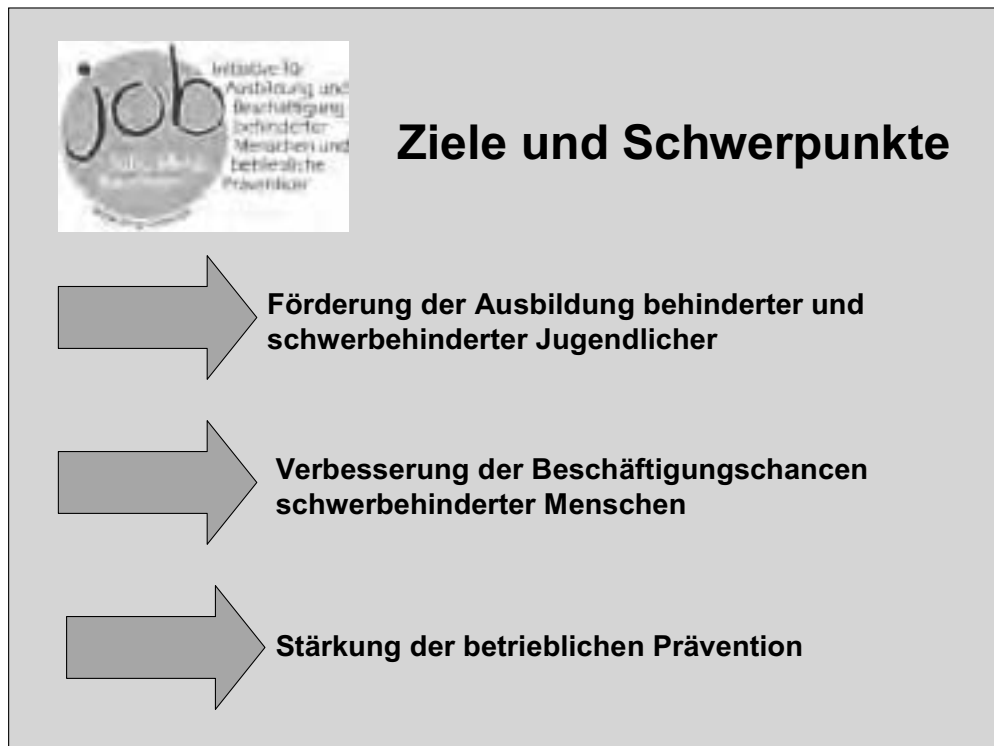 job
Initiative für
Ausbildung und
Beschäftigung
behinderter
Menschen und
betriebliche
Prävention
Ziele und Schwerpunkte
Förderung der Ausbildung behinderter und
schwerbehinderter Jugendlicher
Verbesserung der Beschäftigungschancen
schwerbehinderter Menschen
Stärkung der betrieblichen Prävention